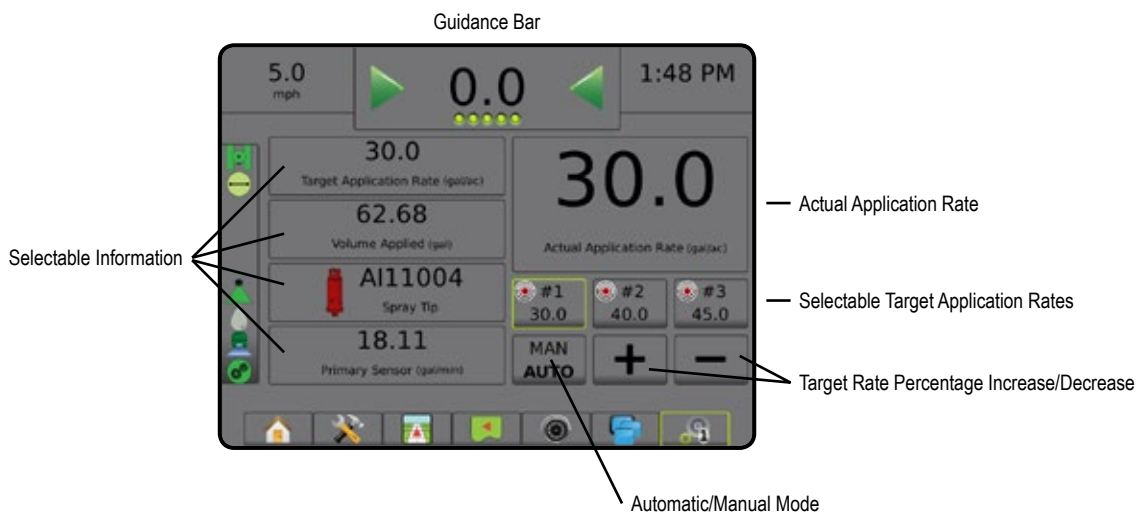 Guidance Bar
5.0
mph
0.0
1:48 PM
30.0
Target Application Rate (gal/ac)
62.68
Volume Applied (gal)
AI11004
Spray Tip
18.11
Primary Sensor (gal/min)
30.0
Actual Application Rate (gal/ac)
#1
30.0
#2
40.0
#3
45.0
MAN
AUTO
+
−
1
Selectable Information
Actual Application Rate
Selectable Target Application Rates
Target Rate Percentage Increase/Decrease
Automatic/Manual Mode